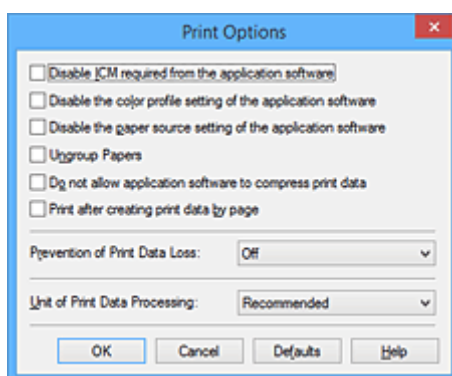 Print Options
Disable ICM required from the application software
Disable the color profile setting of the application software
Disable the paper source setting of the application software
Ungroup Papers
Do not allow application software to compress print data
Print after creating print data by page
Prevention of Print Data Loss: Off
Unit of Print Data Processing: Recommended
OK Cancel Defaults Help